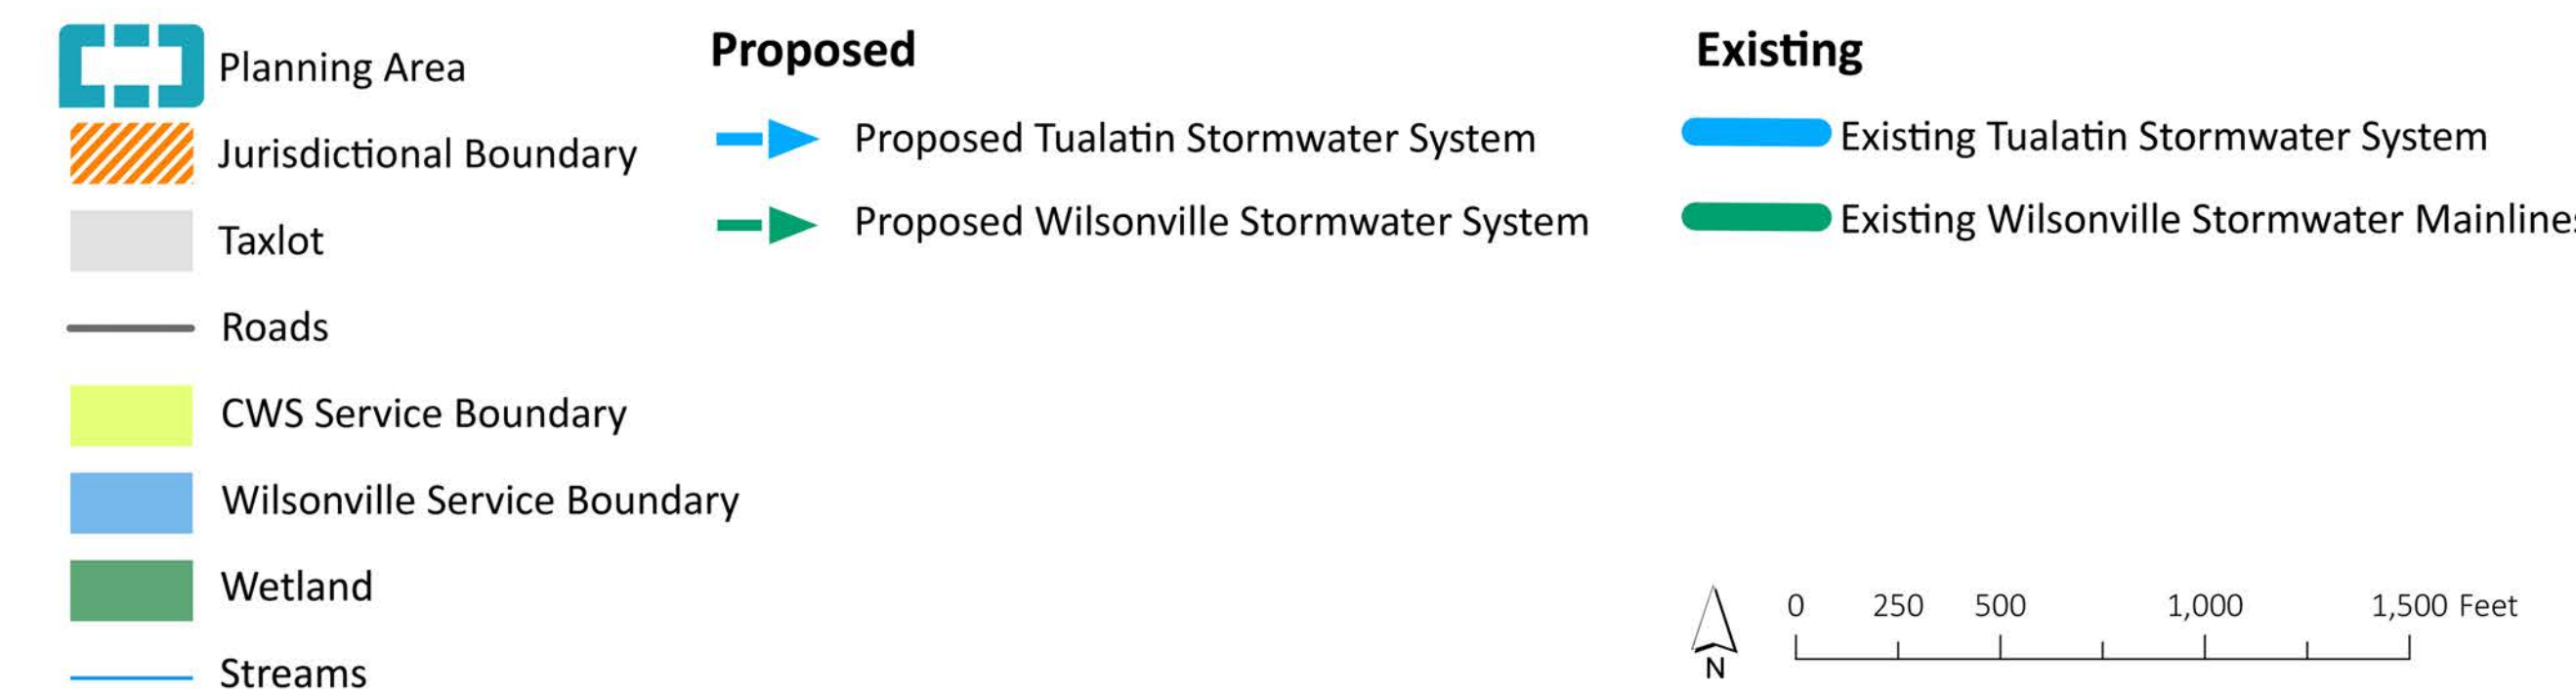 Planning Area
Jurisdictional Boundary
Taxlot
Roads
CWS Service Boundary
Wilsonville Service Boundary
Wetland
Streams
Proposed
Proposed Tualatin Stormwater System
Proposed Wilsonville Stormwater System
Existing
Existing Tualatin Stormwater System
Existing Wilsonville Stormwater Mainlines
N
0 250 500 1,000 1,500 Feet